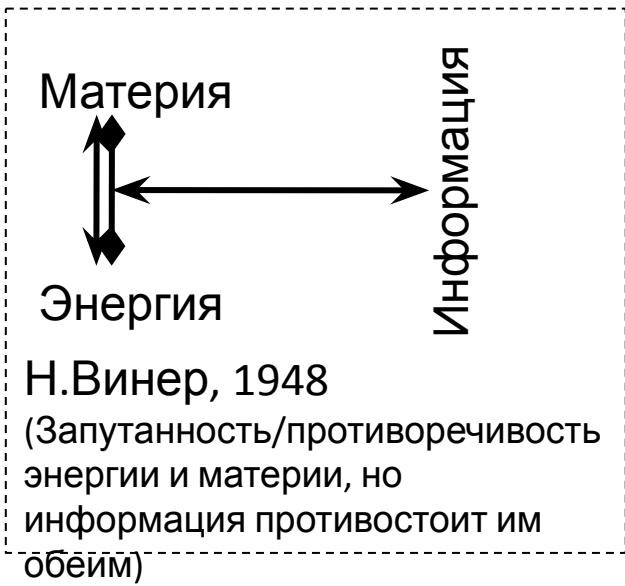 Материя
Информация
Энергия
Н.Винер, 1948
(Запутанность/противоречивость
энергии и материи, но
информация противостоит им
обеим)